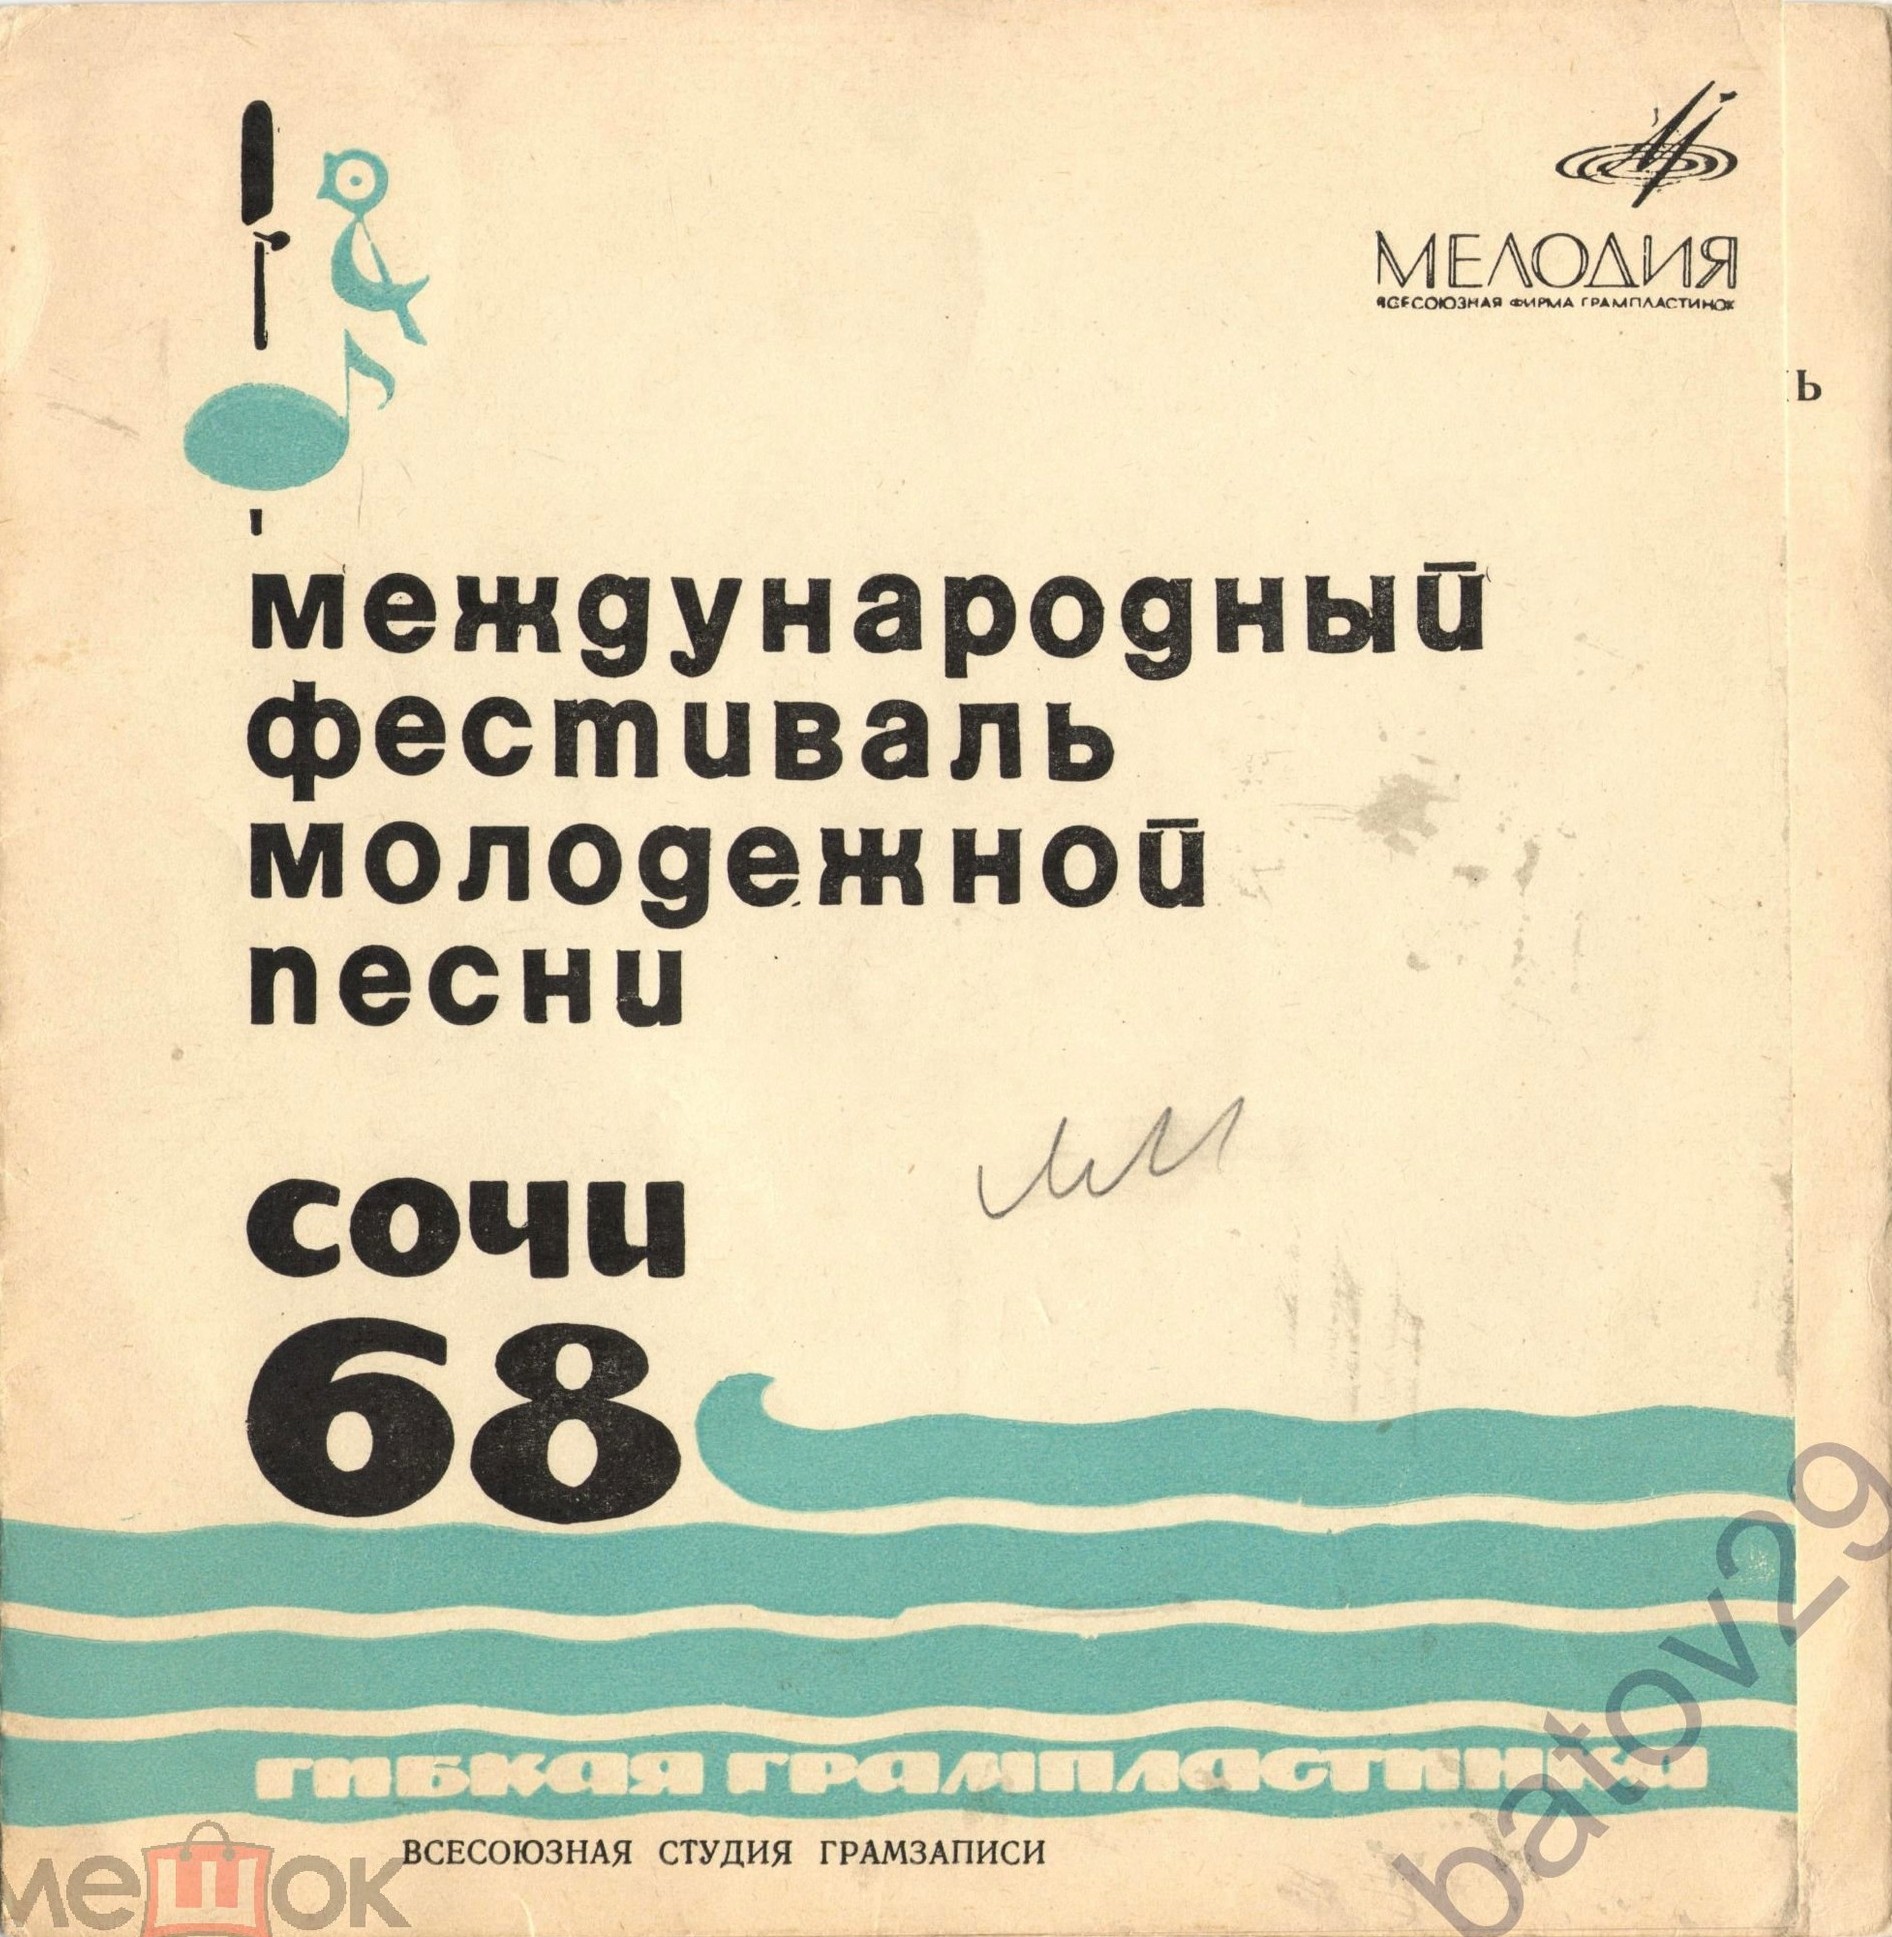 МЕЛОДИЯ
ВСЕСОЮЗНАЯ ФИРМА ГРАМПЛАСТИНОК
Ь
международный
фестиваль
молодежной
песни
сочи
68
ГИБКАЯ ГРАМПЛАСТИНКА
ВСЕСОЮЗНАЯ СТУДИЯ ГРАМЗАПИСИ
мешок
batov29